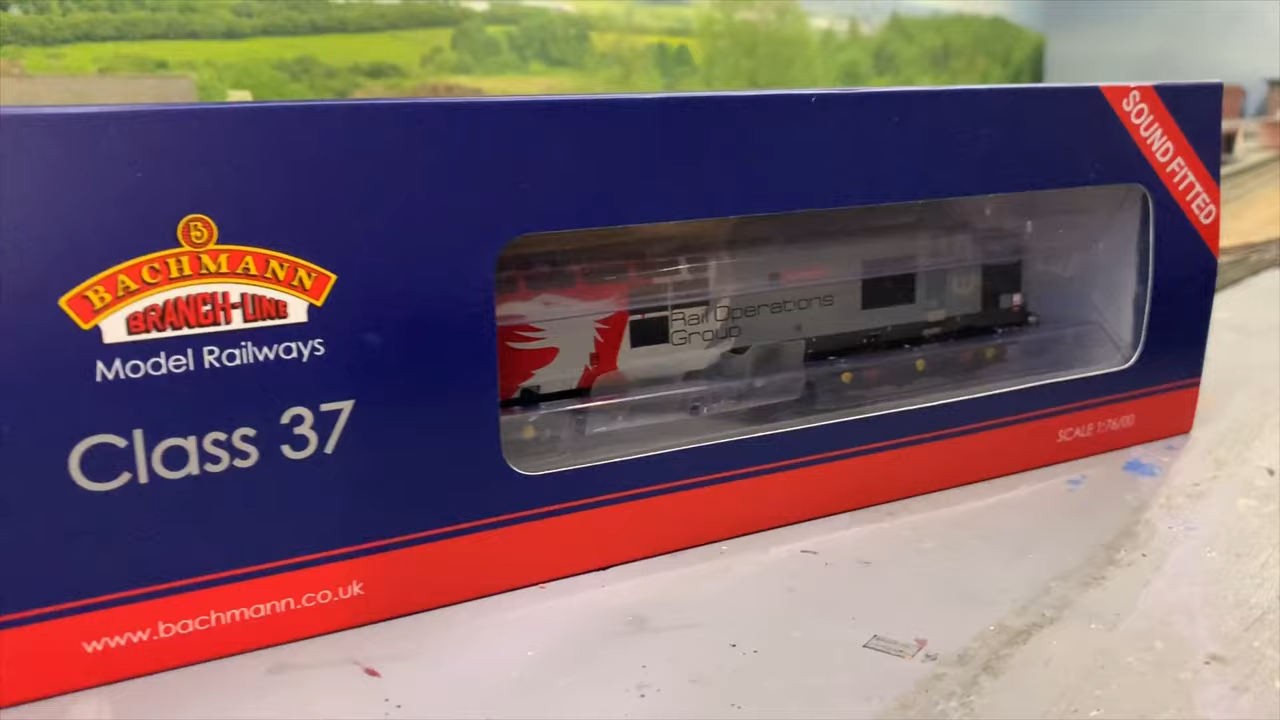 SOUND FITTED
BACHMANN
BRANCH-LINE
Model Railways
Class 37
Rail Operations
Group
SCALE 1:76/00
www.bachmann.co.uk